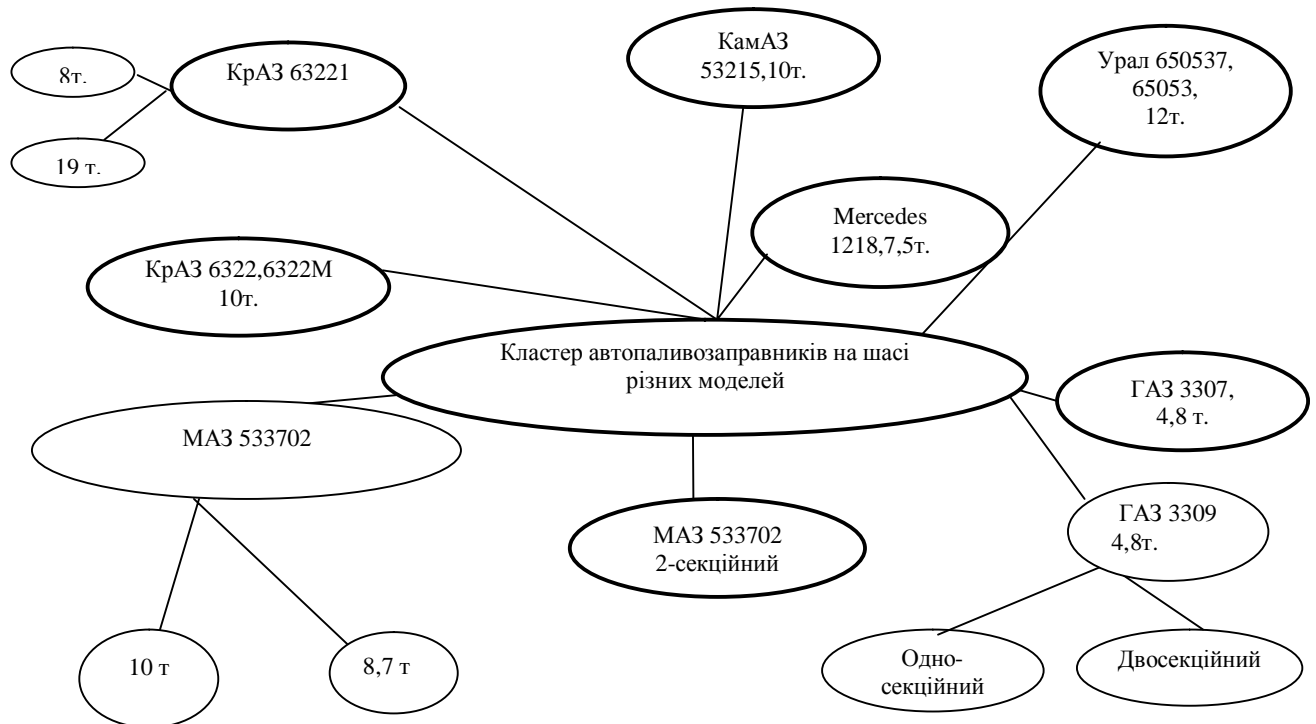 КамАЗ
53215,10т.
Урал 650537,
65053,
12т.
КрАЗ 63221
8т.
19 т.
Mercedes
1218,7,5т.
КрАЗ 6322,6322М
10т.
Кластер автопаливозаправників на шасі
різних моделей
ГАЗ 3307,
4,8 т.
МАЗ 533702
МАЗ 533702
2-секційний
ГАЗ 3309
4,8т.
10 т
8,7 т
Одно-
секційний
Двосекційний